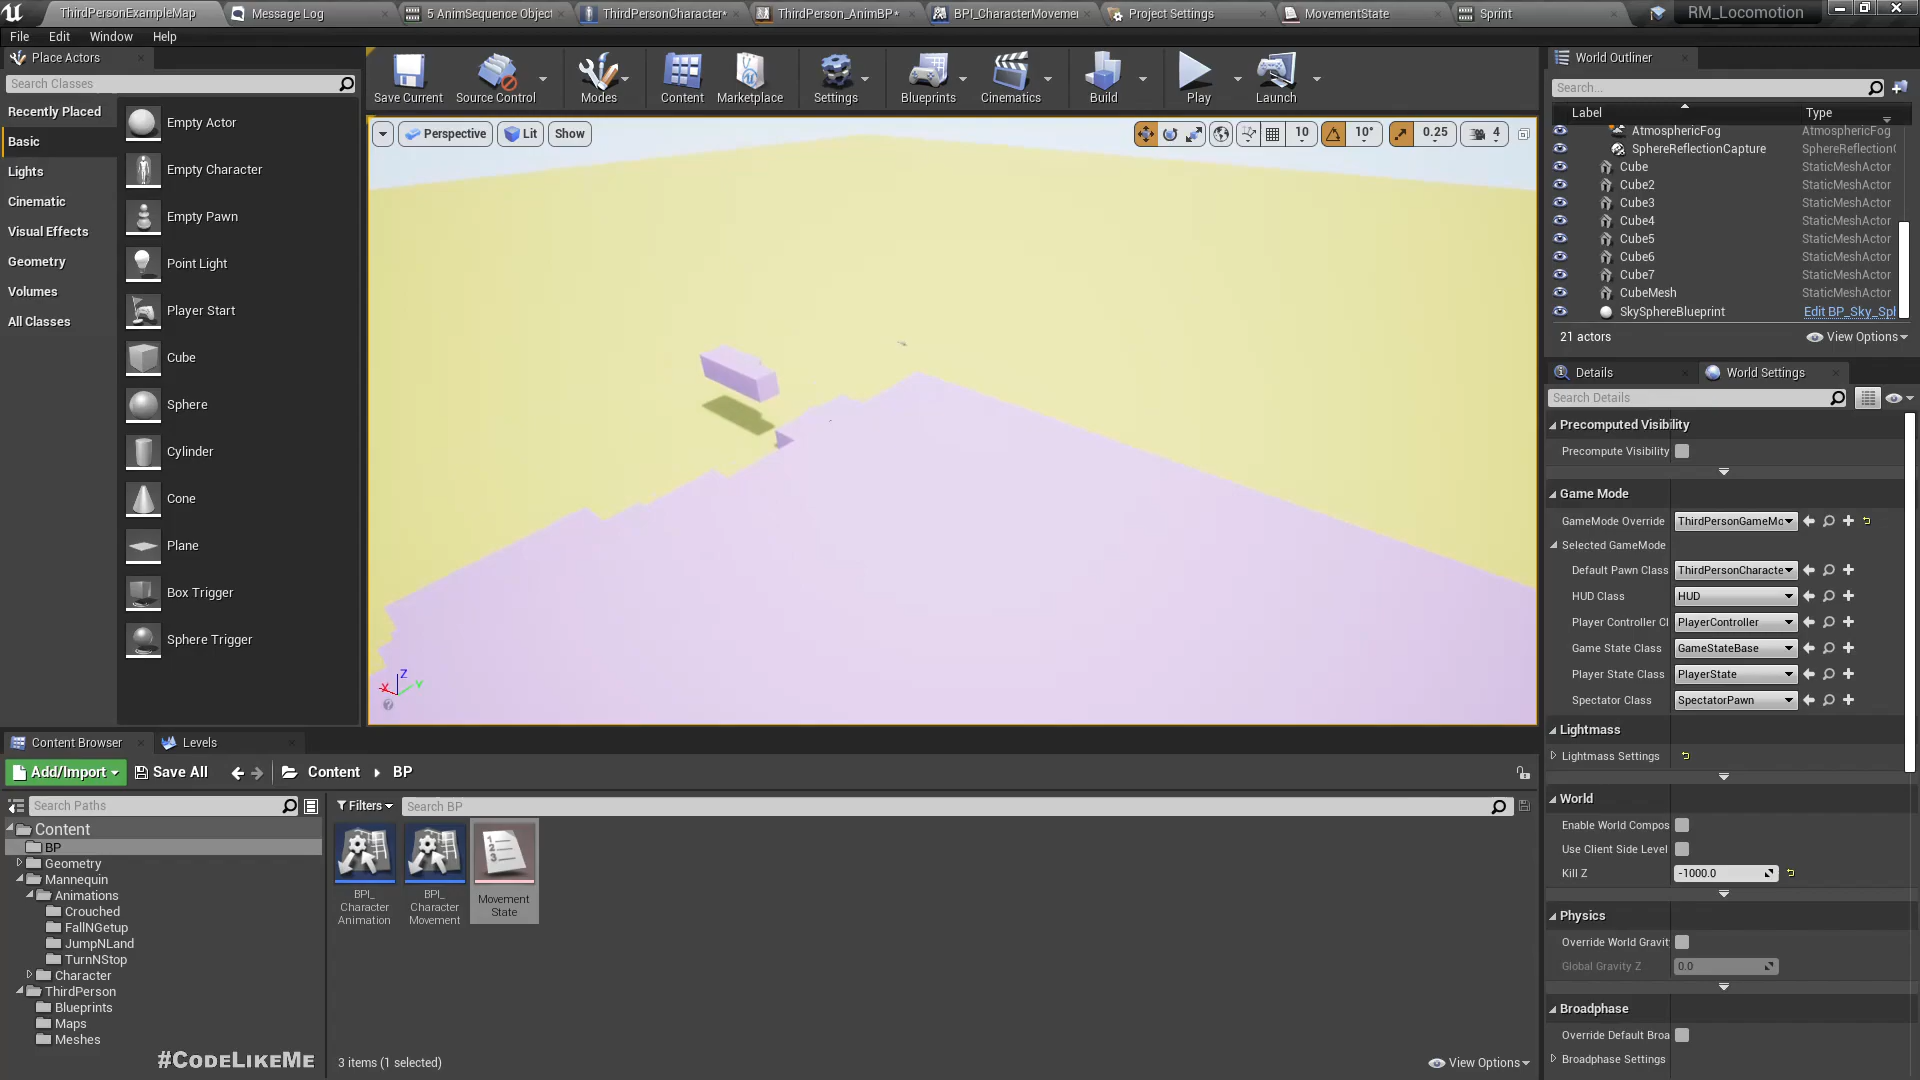 ThirdPersonExampleMap
Message Log
5 AnimSequence Object
ThirdPersonCharacter*
ThirdPerson_AnimBP*
BPI_CharacterMovemen
Project Settings
MovementState
Sprint
RM_Locomotion
File Edit Window Help
Place Actors
Search Classes
Recently Placed
Basic
Lights
Cinematic
Visual Effects
Geometry
Volumes
All Classes
Empty Actor
Empty Character
Empty Pawn
Point Light
Player Start
Cube
Sphere
Cylinder
Cone
Plane
Box Trigger
Sphere Trigger
Save Current
Source Control
Modes
Content
Marketplace
Settings
Blueprints
Cinematics
Build
Play
Launch
Perspective
Lit
Show
10
10°
0.25
4
X
Z
Y
World Outliner
Search...
Label
Type
AtmosphericFog AtmosphericFog
SphereReflectionCapture SphereReflection
Cube StaticMeshActor
Cube2 StaticMeshActor
Cube3 StaticMeshActor
Cube4 StaticMeshActor
Cube5 StaticMeshActor
Cube6 StaticMeshActor
Cube7 StaticMeshActor
CubeMesh StaticMeshActor
SkySphereBlueprint Edit BP_Sky_Sph
21 actors
View Options
Details
World Settings
Search Details
Precomputed Visibility
Precompute Visibility
Game Mode
GameMode Override ThirdPersonGameMo
Selected GameMode
Default Pawn Class ThirdPersonCharacte
HUD Class HUD
Player Controller Cl PlayerController
Game State Class GameStateBase
Player State Class PlayerState
Spectator Class SpectatorPawn
Lightmass
Lightmass Settings
World
Enable World Compos
Use Client Side Level
Kill Z -1000.0
Physics
Override World Gravit
Global Gravity Z 0.0
Broadphase
Override Default Broa
Broadphase Settings
Content Browser
Levels
Add/Import
Save All
Content
BP
Search Paths
Filters
Search BP
Content
BP
Geometry
Mannequin
Animations
Crouched
FallNGetup
JumpNLand
TurnNStop
Character
ThirdPerson
Blueprints
Maps
Meshes
BPI_
Character
Animation
BPI_
Character
Movement
1
2
3
Movement
State
#CodeLikeMe
3 items (1 selected)
View Options